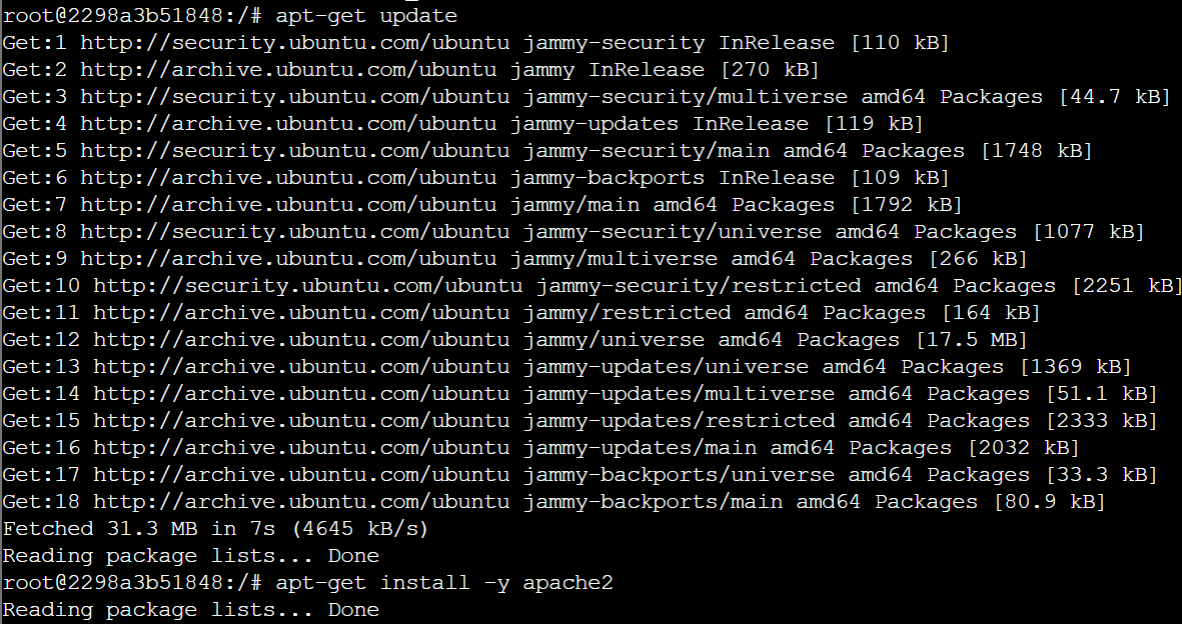 root@2298a3b51848:/# apt-get update
Get:1 http://security.ubuntu.com/ubuntu jammy-security InRelease [110 kB]
Get:2 http://archive.ubuntu.com/ubuntu jammy InRelease [270 kB]
Get:3 http://security.ubuntu.com/ubuntu jammy-security/multiverse amd64 Packages [44.7 kB]
Get:4 http://archive.ubuntu.com/ubuntu jammy-updates InRelease [119 kB]
Get:5 http://security.ubuntu.com/ubuntu jammy-security/main amd64 Packages [1748 kB]
Get:6 http://archive.ubuntu.com/ubuntu jammy-backports InRelease [109 kB]
Get:7 http://archive.ubuntu.com/ubuntu jammy/main amd64 Packages [1792 kB]
Get:8 http://security.ubuntu.com/ubuntu jammy-security/universe amd64 Packages [1077 kB]
Get:9 http://archive.ubuntu.com/ubuntu jammy/multiverse amd64 Packages [266 kB]
Get:10 http://security.ubuntu.com/ubuntu jammy-security/restricted amd64 Packages [2251 kB]
Get:11 http://archive.ubuntu.com/ubuntu jammy/restricted amd64 Packages [164 kB]
Get:12 http://archive.ubuntu.com/ubuntu jammy/universe amd64 Packages [17.5 MB]
Get:13 http://archive.ubuntu.com/ubuntu jammy-updates/universe amd64 Packages [1369 kB]
Get:14 http://archive.ubuntu.com/ubuntu jammy-updates/multiverse amd64 Packages [51.1 kB]
Get:15 http://archive.ubuntu.com/ubuntu jammy-updates/restricted amd64 Packages [2333 kB]
Get:16 http://archive.ubuntu.com/ubuntu jammy-updates/main amd64 Packages [2032 kB]
Get:17 http://archive.ubuntu.com/ubuntu jammy-backports/universe amd64 Packages [33.3 kB]
Get:18 http://archive.ubuntu.com/ubuntu jammy-backports/main amd64 Packages [80.9 kB]
Fetched 31.3 MB in 7s (4645 kB/s)
Reading package lists... Done
root@2298a3b51848:/# apt-get install -y apache2
Reading package lists... Done